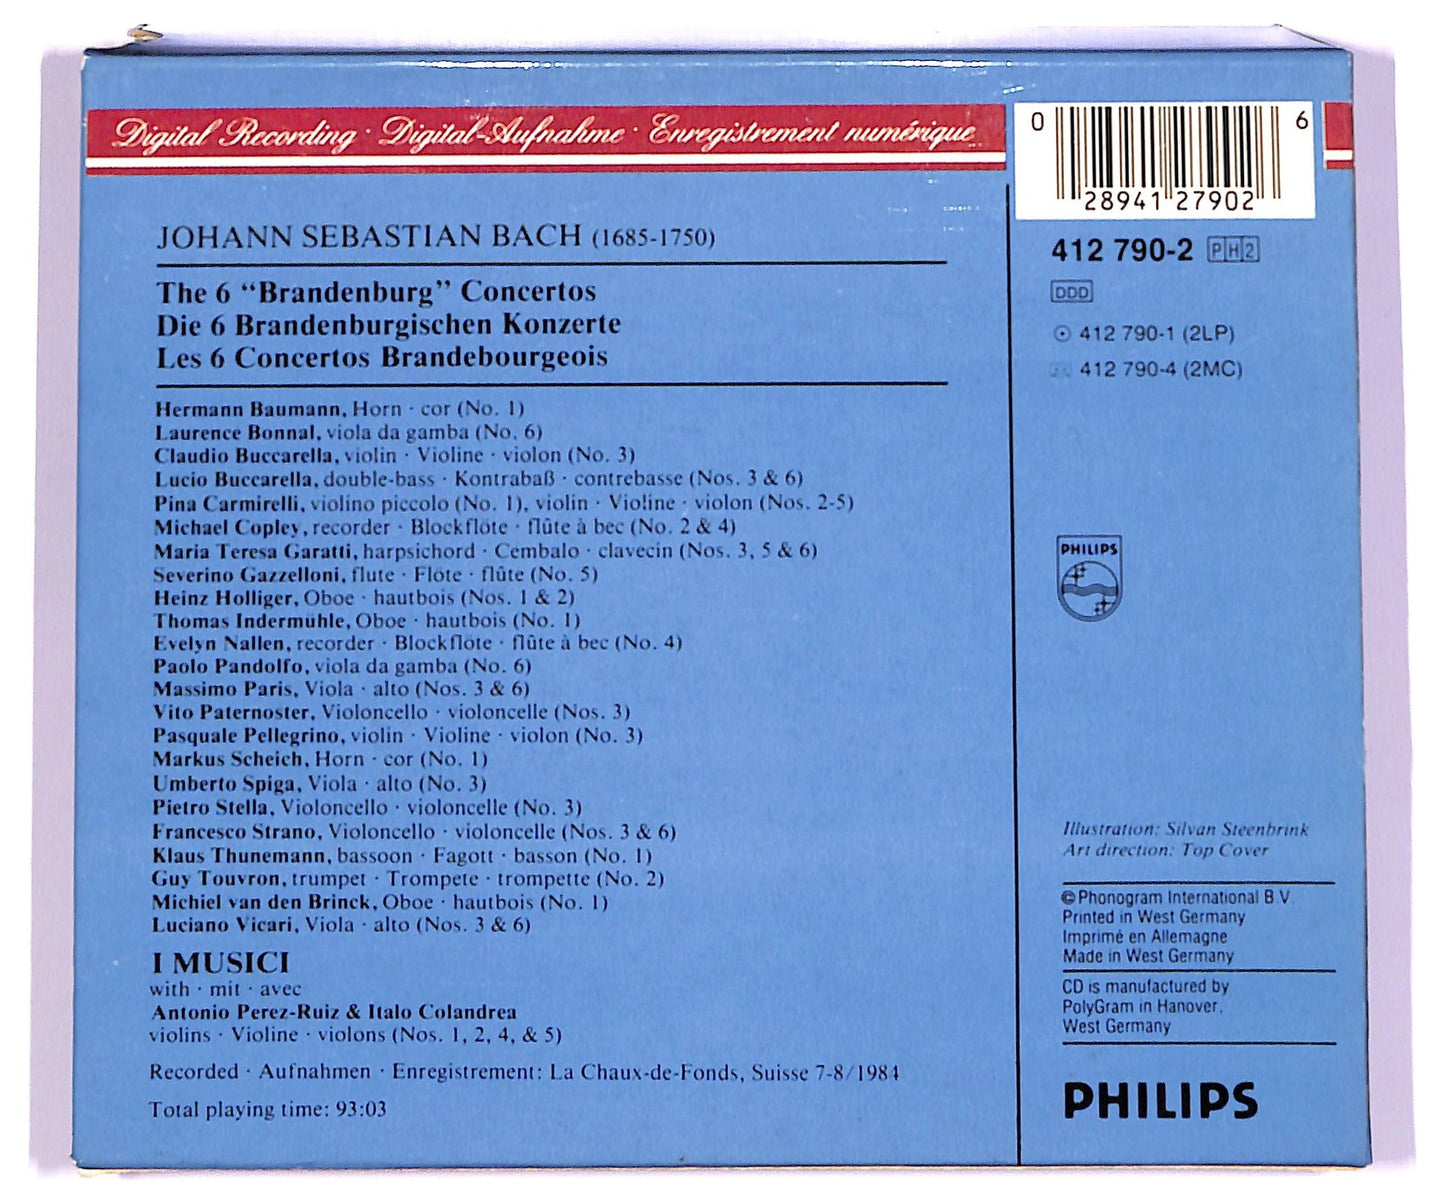 Digital Recording · Digital-Aufnahme · Enregistrement numérique
0 28941 27902 6
JOHANN SEBASTIAN BACH (1685-1750)
The 6 “Brandenburg” Concertos
Die 6 Brandenburgischen Konzerte
Les 6 Concertos Brandebourgeois
Hermann Baumann, Horn · cor (No. 1)
Laurence Bonnal, viola da gamba (No. 6)
Claudio Buccarella, violin · Violine · violon (No. 3)
Lucio Buccarella, double-bass · Kontrabaß · contrebasse (Nos. 3 & 6)
Pina Carmirelli, violino piccolo (No. 1), violin · Violine · violon (Nos. 2-5)
Michael Copley, recorder · Blockflöte · flûte à bec (No. 2 & 4)
Maria Teresa Garatti, harpsichord · Cembalo · clavecin (Nos. 3, 5 & 6)
Severino Gazzelloni, flute · Flöte · flûte (No. 5)
Heinz Holliger, Oboe · hautbois (Nos. 1 & 2)
Thomas Indermühle, Oboe · hautbois (No. 1)
Evelyn Nallen, recorder · Blockflöte · flûte à bec (No. 4)
Paolo Pandolfo, viola da gamba (No. 6)
Massimo Paris, Viola · alto (Nos. 3 & 6)
Vito Paternoster, Violoncello · violoncelle (Nos. 3)
Pasquale Pellegrino, violin · Violine · violon (No. 3)
Markus Scheich, Horn · cor (No. 1)
Umberto Spiga, Viola · alto (No. 3)
Pietro Stella, Violoncello · violoncelle (No. 3)
Francesco Strano, Violoncello · violoncelle (Nos. 3 & 6)
Klaus Thunemann, bassoon · Fagott · basson (No. 1)
Guy Touvron, trumpet · Trompete · trompette (No. 2)
Michiel van den Brinck, Oboe · hautbois (No. 1)
Luciano Vicari, Viola · alto (Nos. 3 & 6)
I MUSICI
with · mit · avec
Antonio Perez-Ruiz & Italo Colandrea
violins · Violine · violons (Nos. 1, 2, 4, & 5)
Recorded · Aufnahmen · Enregistrement: La Chaux-de-Fonds, Suisse 7-8/1984
Total playing time: 93:03
412 790-2 PH2
DDD
412 790-1 (2LP)
412 790-4 (2MC)
PHILIPS
Illustration: Silvan Steenbrink
Art direction: Top Cover
© Phonogram International B.V.
Printed in West Germany
Imprimé en Allemagne
Made in West Germany
CD is manufactured by
PolyGram in Hanover,
West Germany
PHILIPS